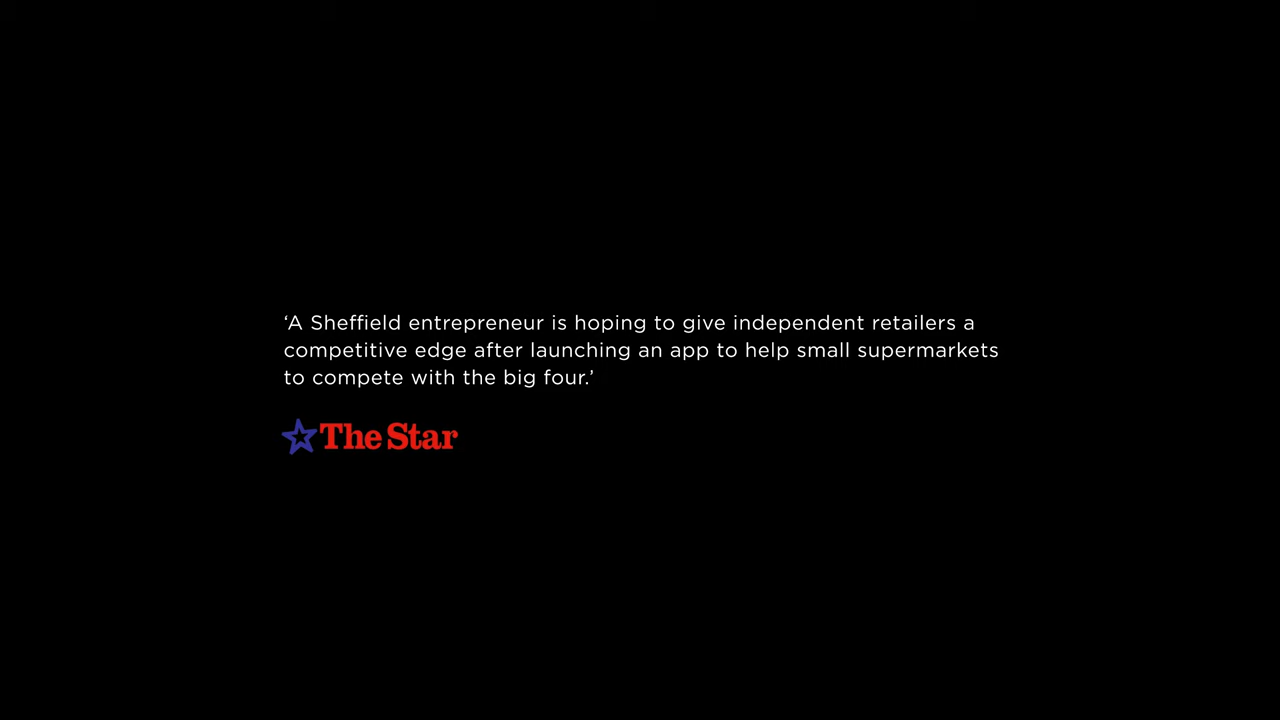 ‘A Sheffield entrepreneur is hoping to give independent retailers a
competitive edge after launching an app to help small supermarkets
to compete with the big four.’
The Star